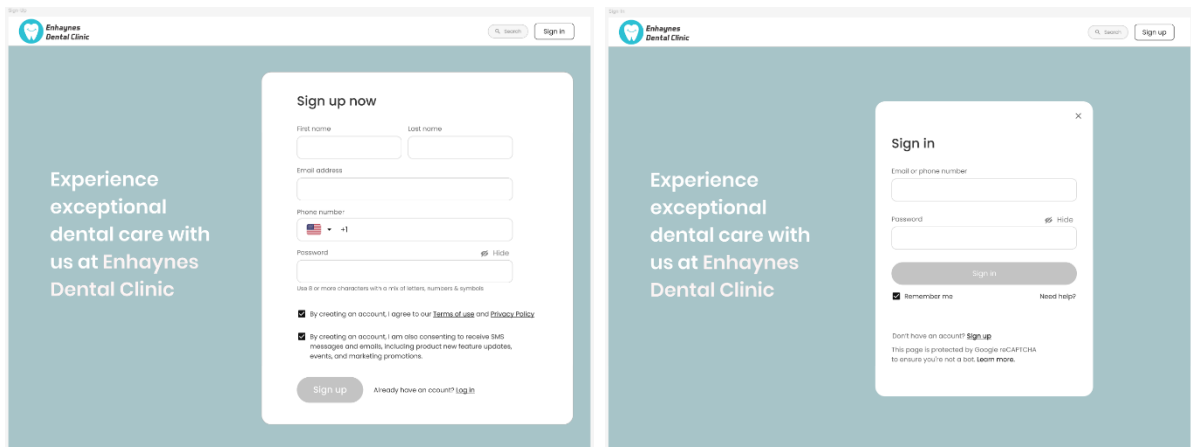 Sign Up
Enhaynes
Dental Clinic
Search
Sign in
Experience
exceptional
dental care with
us at Enhaynes
Dental Clinic
Sign up now
First name
Last name
Email address
Phone number
+1
Password
Hide
Use 8 or more characters with a mix of letters, numbers & symbols
By creating an account, I agree to our Terms of use and Privacy Policy
By creating an account, I am also consenting to receive SMS
messages and emails, including product new feature updates,
events, and marketing promotions.
Sign up
Already have an ccount? Log in
Sign In
Enhaynes
Dental Clinic
Search
Sign up
Experience
exceptional
dental care with
us at Enhaynes
Dental Clinic
Sign in
Email or phone number
Password
Hide
Sign in
Remember me
Need help?
Don't have an acount? Sign up
This page is protected by Google reCAPTCHA
to ensure you're not a bot. Learn more.